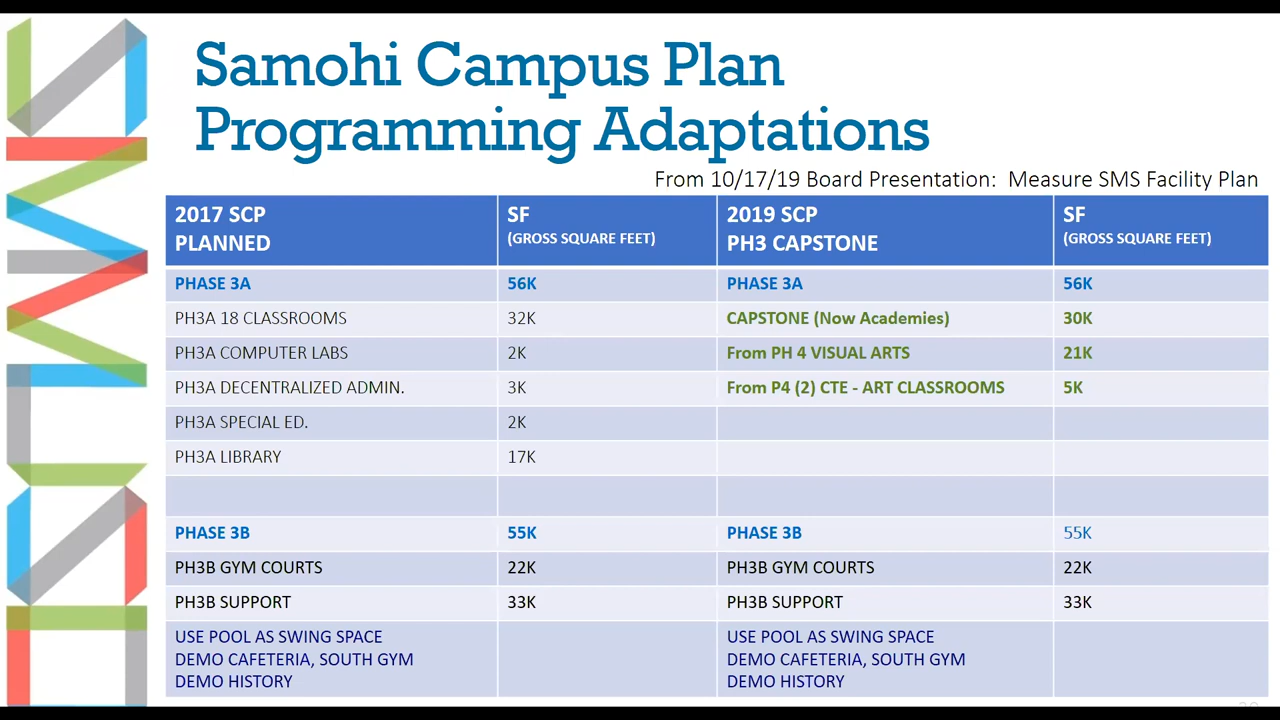 Samohi Campus Plan
Programming Adaptations
From 10/17/19 Board Presentation: Measure SMS Facility Plan
2017 SCP PLANNED SF (GROSS SQUARE FEET) 2019 SCP PH3 CAPSTONE SF (GROSS SQUARE FEET)
PHASE 3A 56K PHASE 3A 56K
PH3A 18 CLASSROOMS 32K CAPSTONE (Now Academies) 30K
PH3A COMPUTER LABS 2K From PH 4 VISUAL ARTS 21K
PH3A DECENTRALIZED ADMIN. 3K From P4 (2) CTE - ART CLASSROOMS 5K
PH3A SPECIAL ED. 2K
PH3A LIBRARY 17K
PHASE 3B 55K PHASE 3B 55K
PH3B GYM COURTS 22K PH3B GYM COURTS 22K
PH3B SUPPORT 33K PH3B SUPPORT 33K
USE POOL AS SWING SPACE USE POOL AS SWING SPACE
DEMO CAFETERIA, SOUTH GYM DEMO CAFETERIA, SOUTH GYM
DEMO HISTORY DEMO HISTORY